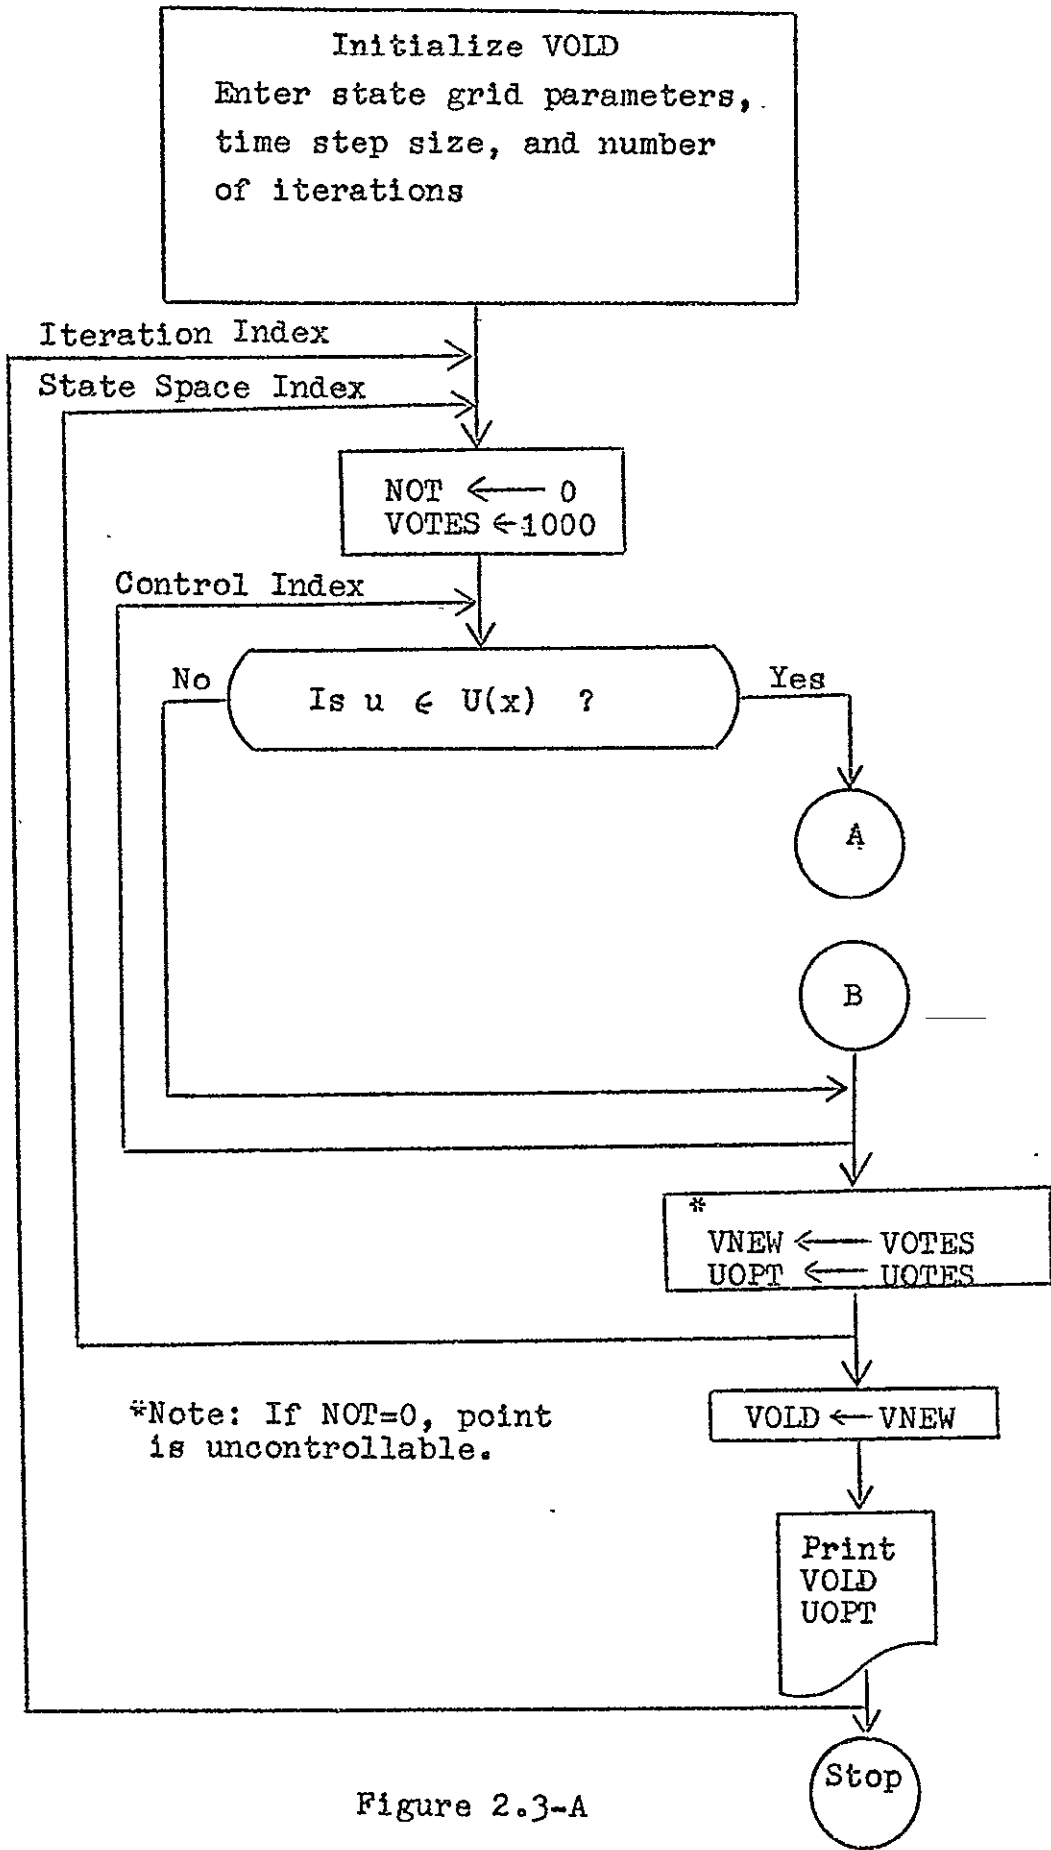 Initialize VOLD
Enter state grid parameters,
time step size, and number
of iterations
Iteration Index
State Space Index
NOT ← 0
VOTES ← 1000
Control Index
No
Is u ∈ U(x) ?
Yes
A
B
*
VNEW ← VOTES
UOPT ← UOTES
*Note: If NOT=0, point
is uncontrollable.
VOLD ← VNEW
Print
VOLD
UOPT
Stop
Figure 2.3-A